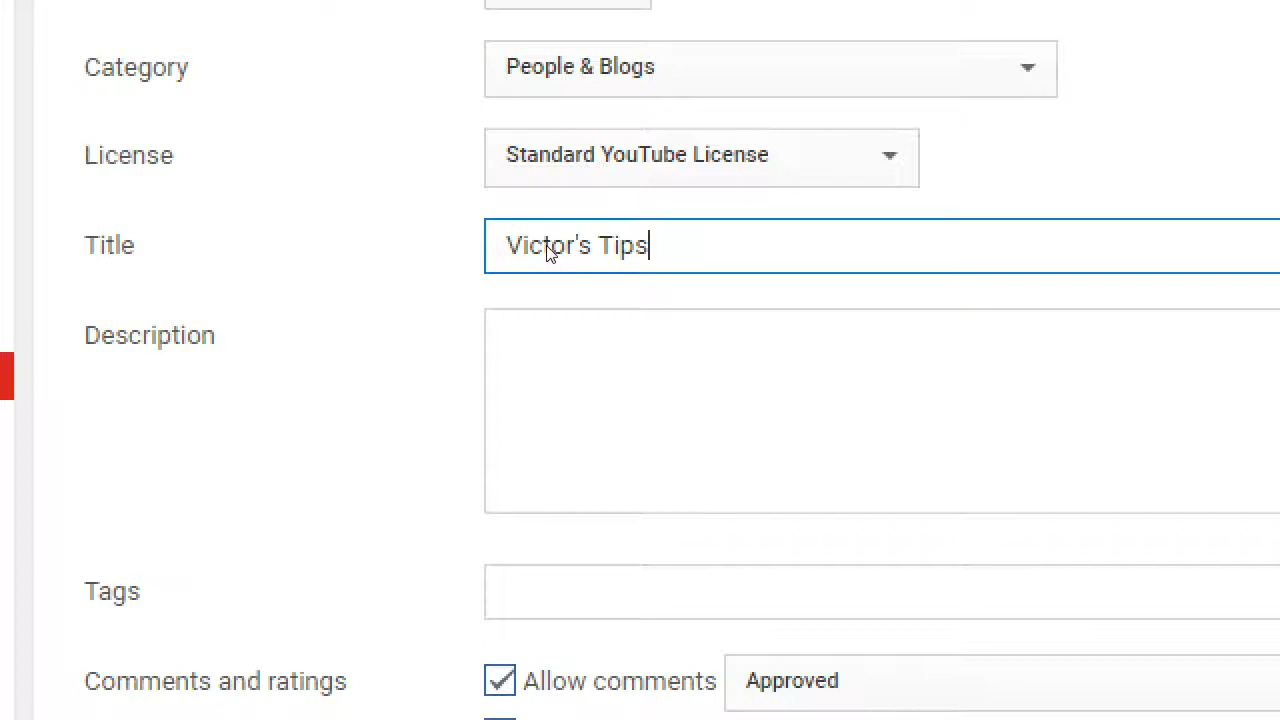 Category People & Blogs
License Standard YouTube License
Title Victor's Tips
Description
Tags
Comments and ratings Allow comments Approved